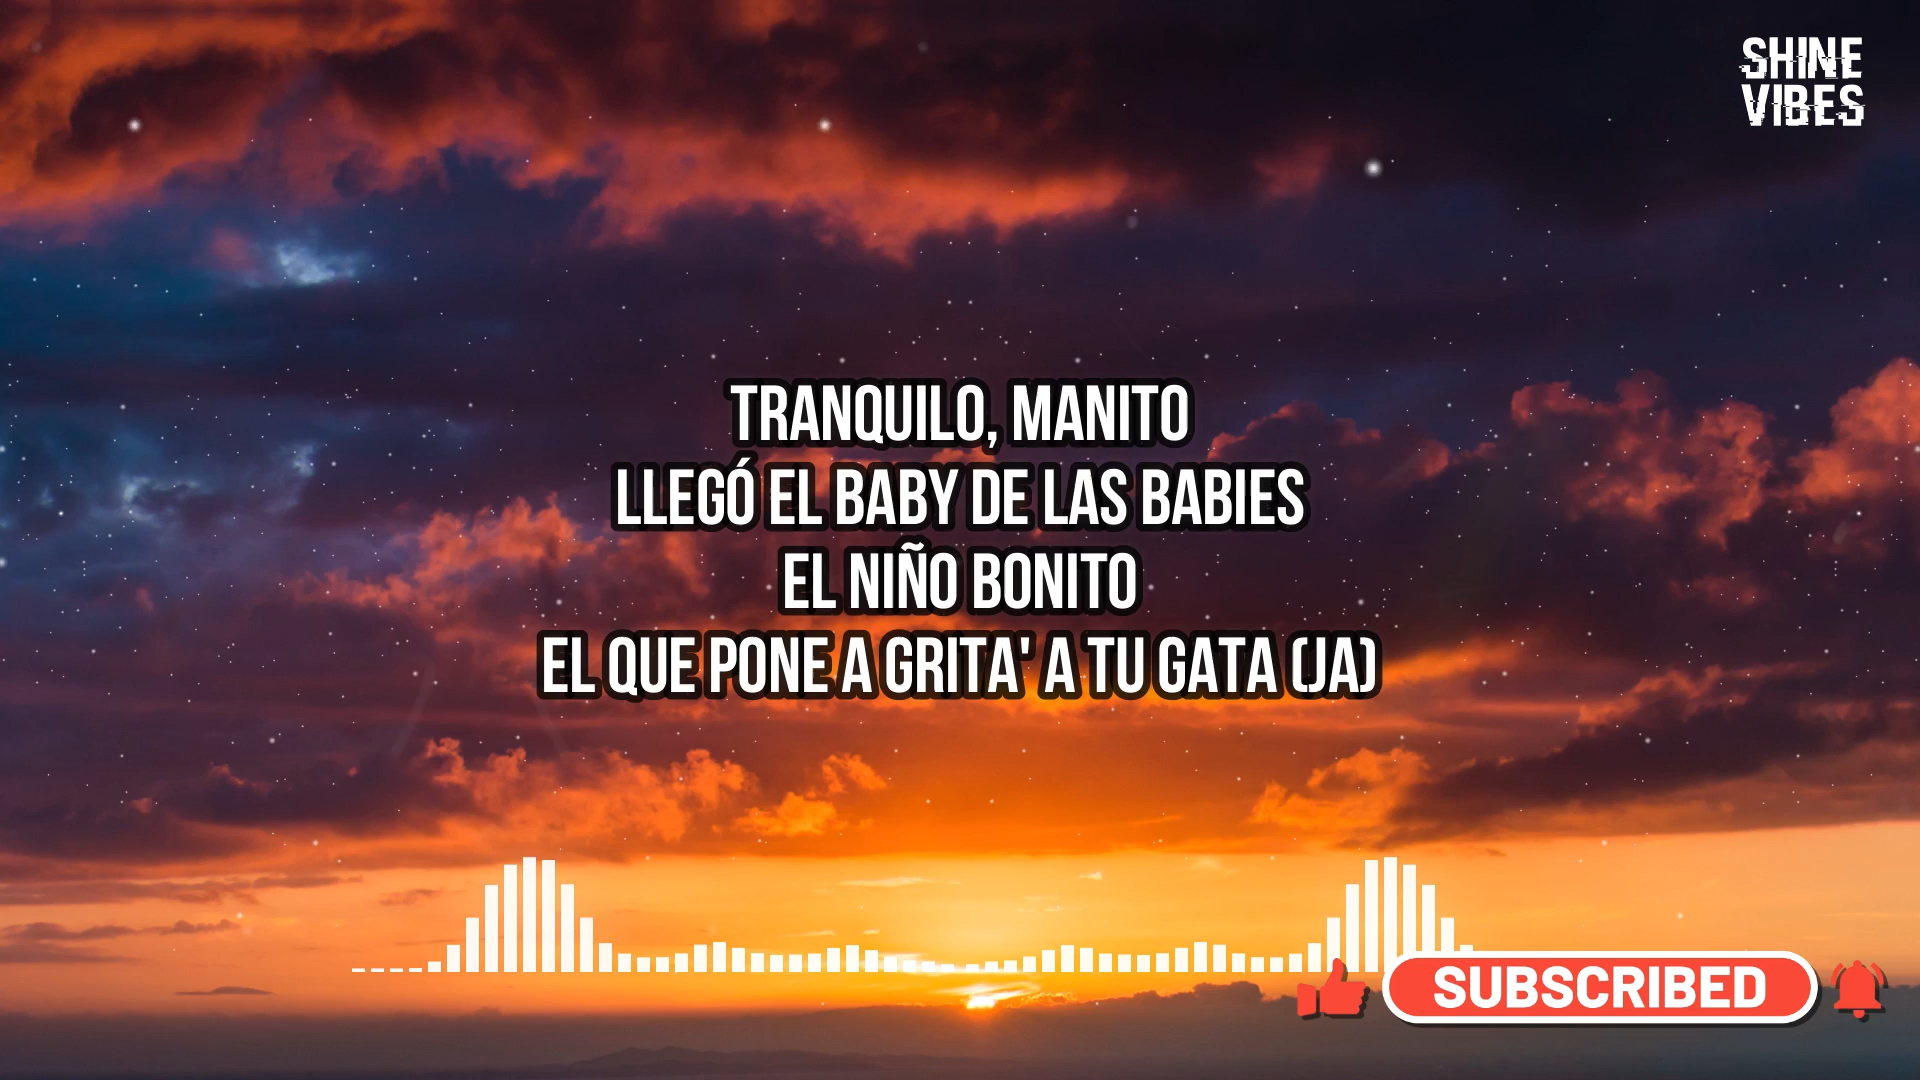 SHINE
VIBES
TRANQUILO, MANITO
LLEGÓ EL BABY DE LAS BABIES
EL NIÑO BONITO
EL QUE PONE A GRITA' A TU GATA (JA)
SUBSCRIBED